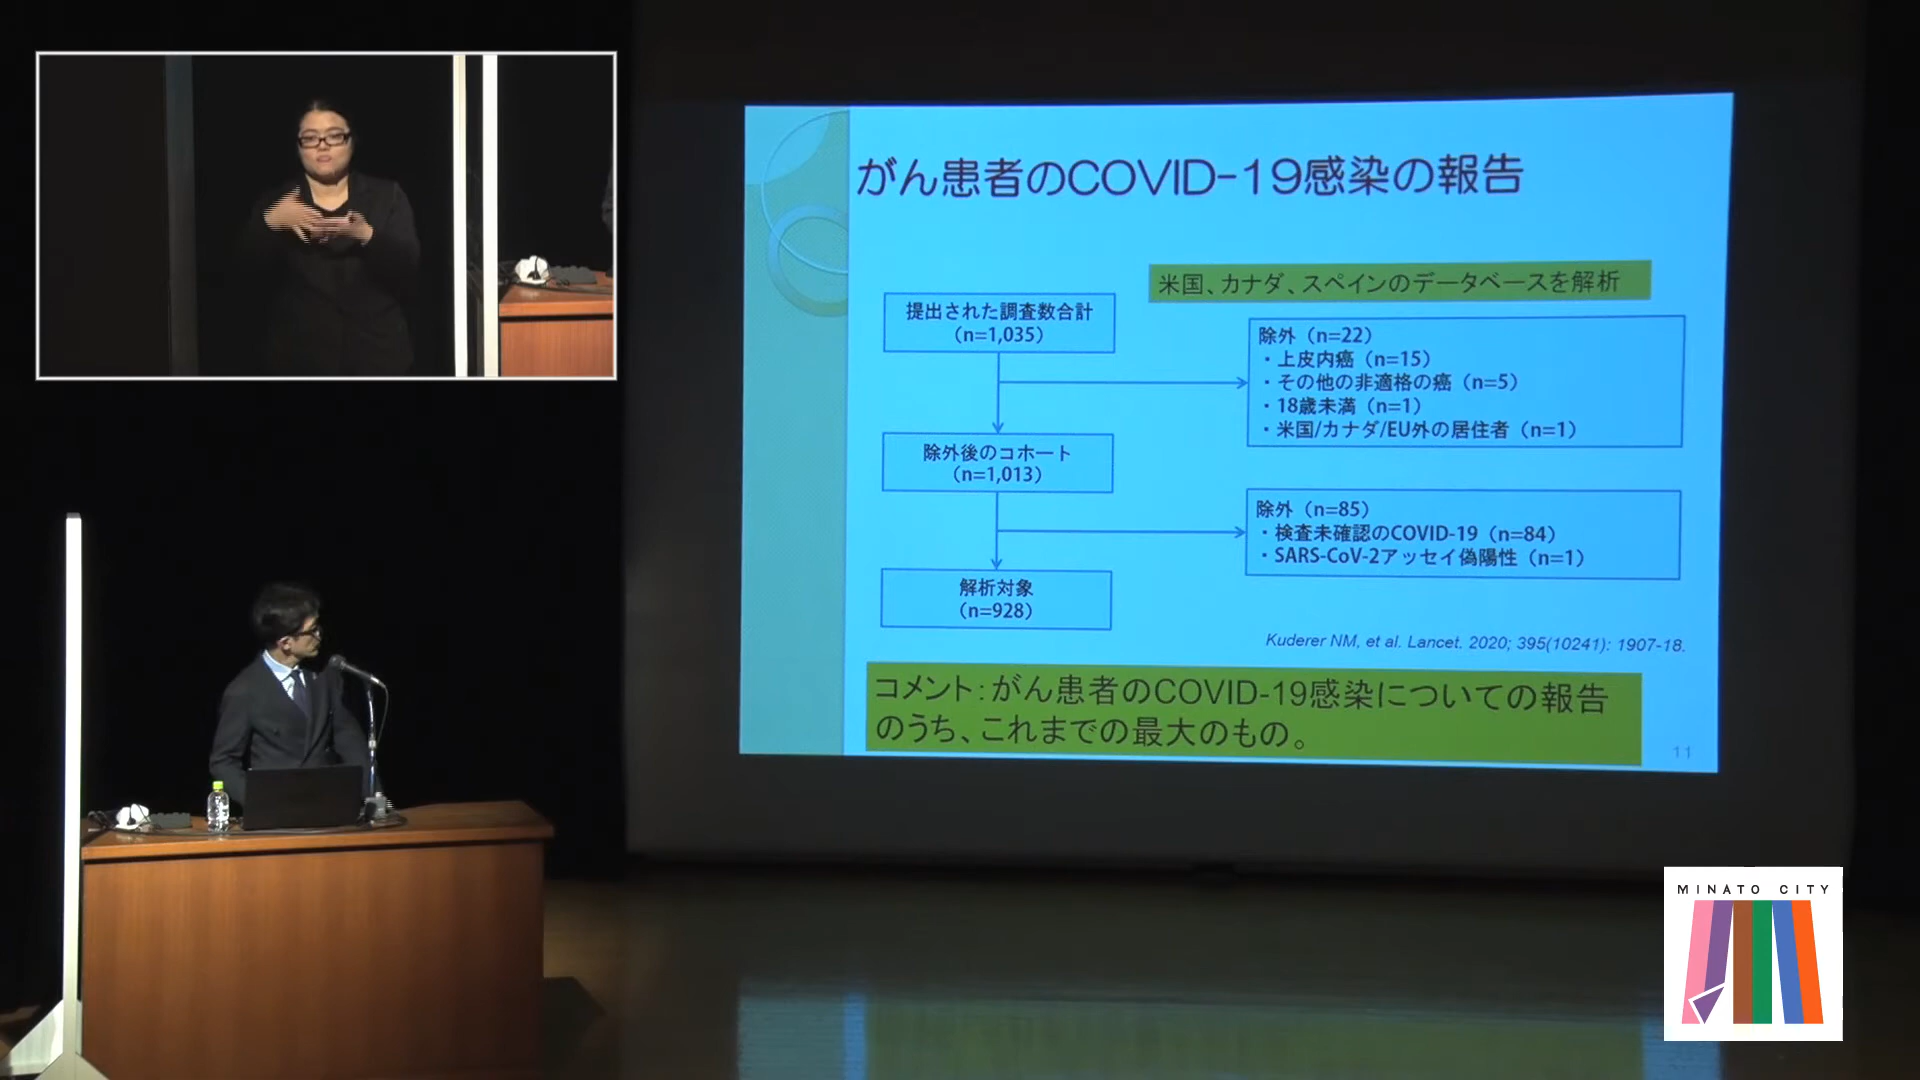 がん患者のCOVID-19感染の報告
米国、カナダ、スペインのデータベースを解析
提出された調査数合計
（n=1,035）
除外（n=22）
・上皮内癌（n=15）
・その他の非適格の癌（n=5）
・18歳未満（n=1）
・米国/カナダ/EU外の居住者（n=1）
除外後のコホート
（n=1,013）
除外（n=85）
・検査未確認のCOVID-19（n=84）
・SARS-CoV-2アッセイ偽陽性（n=1）
解析対象
（n=928）
Kuderer NM, et al. Lancet. 2020; 395(10241): 1907-18.
コメント：がん患者のCOVID-19感染についての報告
のうち、これまでの最大のもの。
11
MINATO CITY